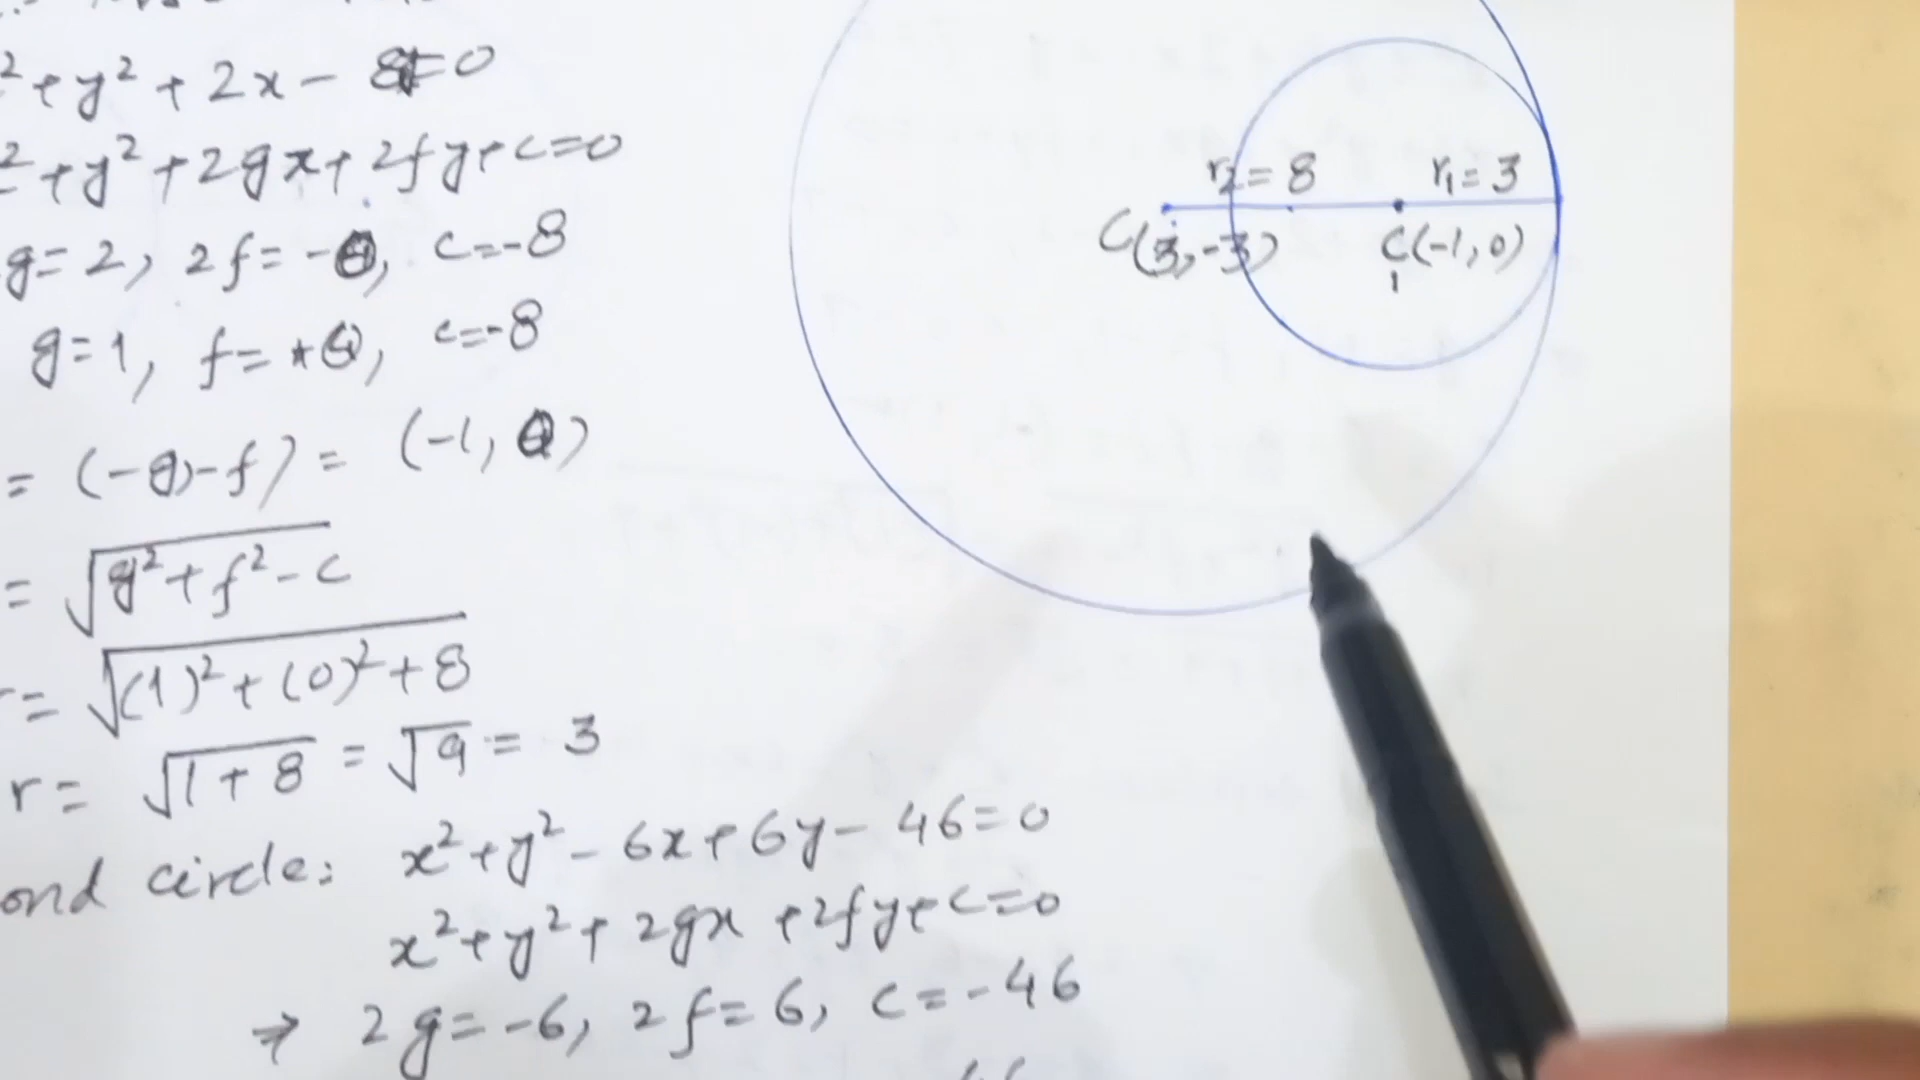 ²+y²+2x-8=0
²+y²+2gx+2fy+c=0
g=2, 2f=-0, c=-8
g=1, f=0, c=-8
= (-g,-f) = (-1, 0)
= √g²+f²-c
r= √(1)²+(0)²+8
r= √1+8 = √9 = 3
ond circle: x²+y²-6x+6y-46=0
x²+y²+2gx+2fy+c=0
→ 2g=-6, 2f=6, c=-46
r₂=8 r₁=3
C(3,-3) C₁(-1,0)